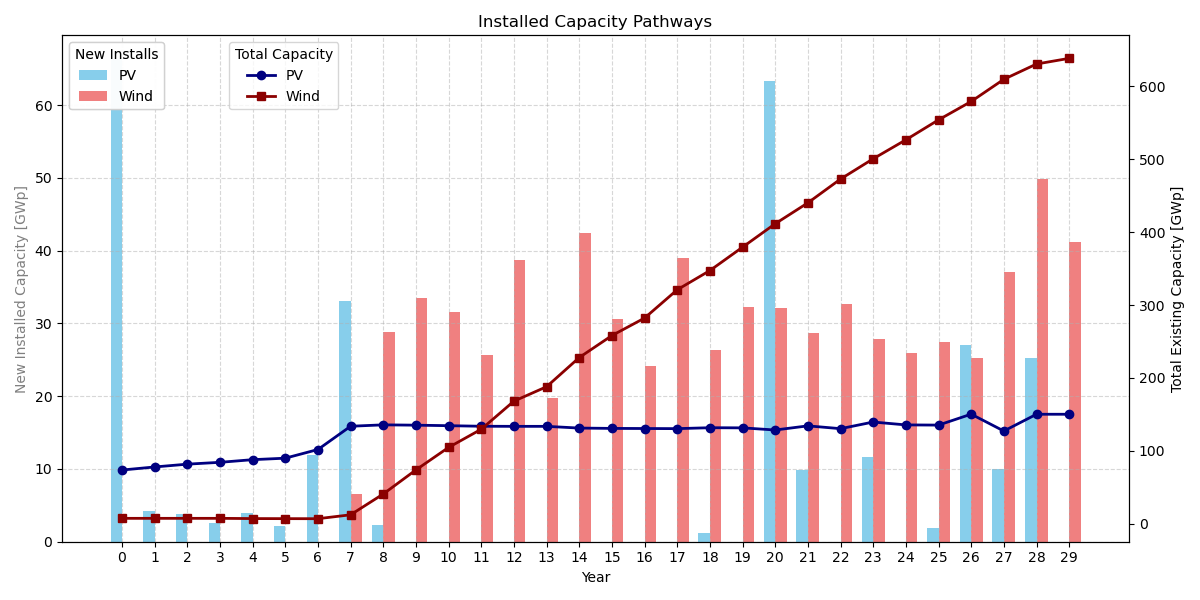 Installed Capacity Pathways
New Installs
PV
Wind
Total Capacity
PV
Wind
New Installed Capacity [GWp]
60
50
40
30
20
10
0
Total Existing Capacity [GWp]
600
500
400
300
200
100
0
0 1 2 3 4 5 6 7 8 9 10 11 12 13 14 15 16 17 18 19 20 21 22 23 24 25 26 27 28 29
Year